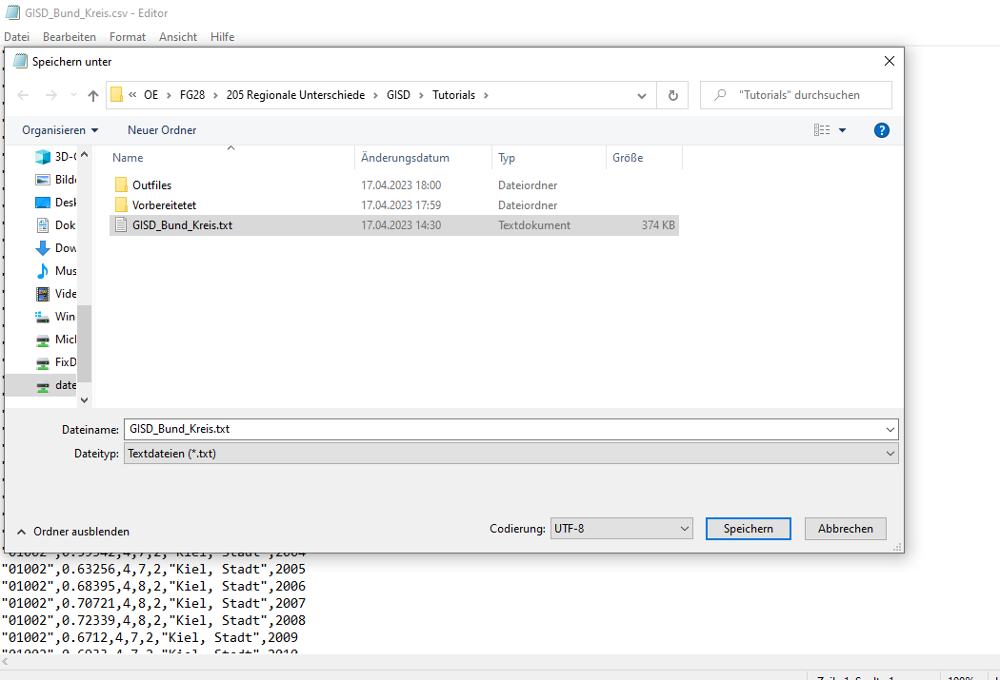 GISD_Bund_Kreis.csv - Editor
Datei Bearbeiten Format Ansicht Hilfe
Speichern unter
« OE › FG28 › 205 Regionale Unterschiede › GISD › Tutorials ›
"Tutorials" durchsuchen
Organisieren Neuer Ordner
3D-
Bilde
Desk
Dok
Dow
Mus
Vide
Win
Micl
FixD
date
Name Änderungsdatum Typ Größe
Outfiles 17.04.2023 18:00 Dateiordner
Vorbereitetet 17.04.2023 17:59 Dateiordner
GISD_Bund_Kreis.txt 17.04.2023 14:30 Textdokument 374 KB
Dateiname: GISD_Bund_Kreis.txt
Dateityp: Textdateien (*.txt)
Ordner ausblenden
Codierung: UTF-8 Speichern Abbrechen
"01002",0.63256,4,7,2,"Kiel, Stadt",2005
"01002",0.68395,4,8,2,"Kiel, Stadt",2006
"01002",0.70721,4,8,2,"Kiel, Stadt",2007
"01002",0.72339,4,8,2,"Kiel, Stadt",2008
"01002",0.6712,4,7,2,"Kiel, Stadt",2009